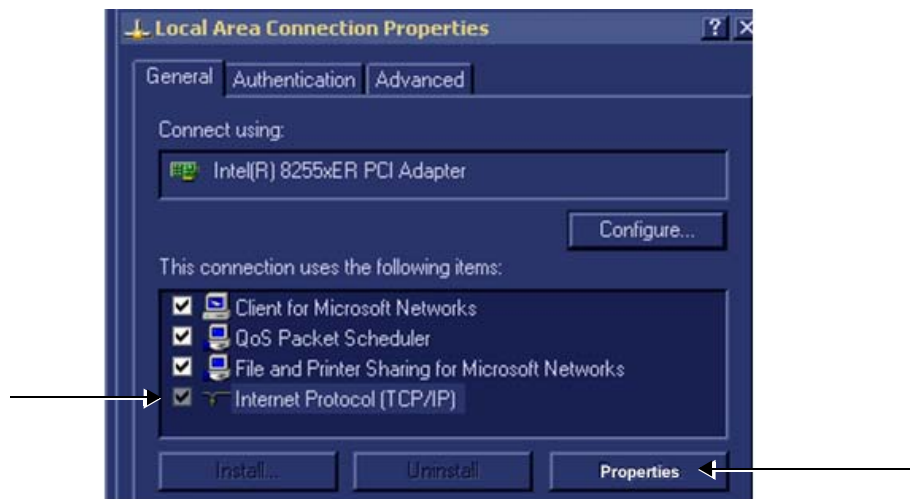 Local Area Connection Properties ? X
General Authentication Advanced
Connect using:
Intel(R) 8255xER PCI Adapter
Configure...
This connection uses the following items:
Client for Microsoft Networks
QoS Packet Scheduler
File and Printer Sharing for Microsoft Networks
Internet Protocol (TCP/IP)
Install... Uninstall Properties